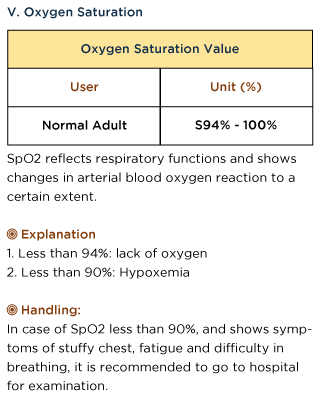 V. Oxygen Saturation
Oxygen Saturation Value
User Unit (%)
Normal Adult S94% - 100%
SpO2 reflects respiratory functions and shows
changes in arterial blood oxygen reaction to a
certain extent.
Explanation
1. Less than 94%: lack of oxygen
2. Less than 90%: Hypoxemia
Handling:
In case of SpO2 less than 90%, and shows symp-
toms of stuffy chest, fatigue and difficulty in
breathing, it is recommended to go to hospital
for examination.